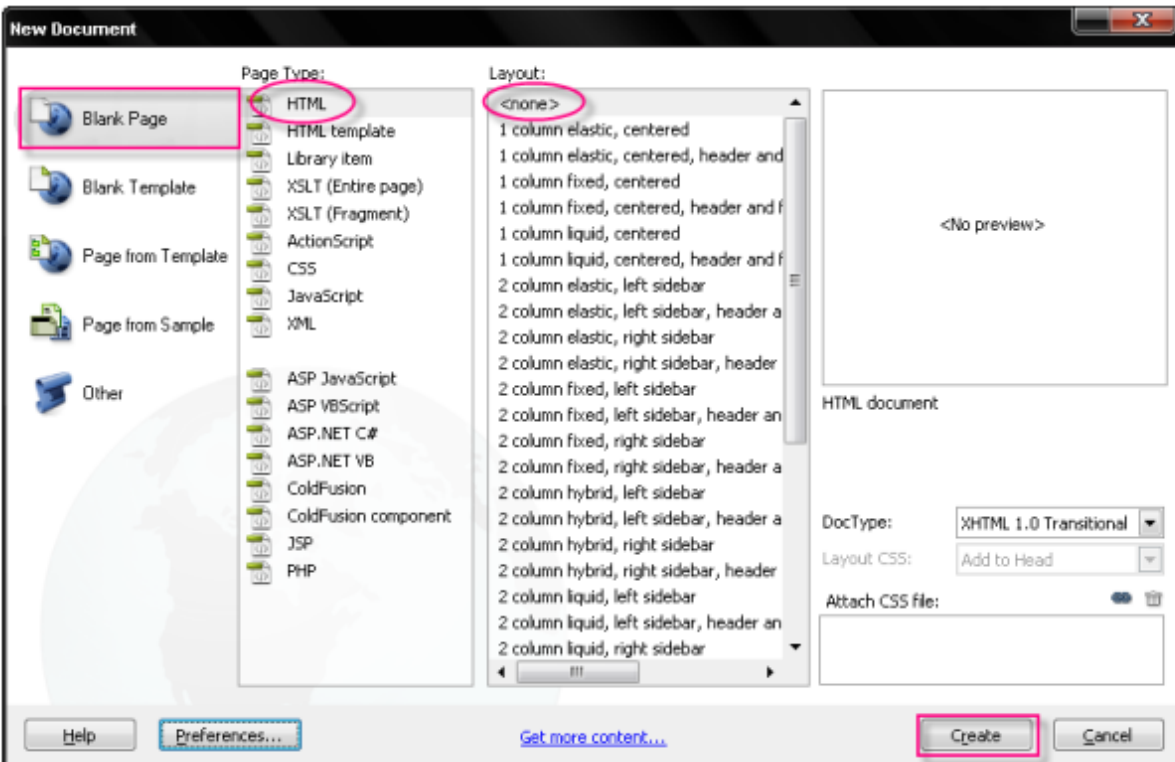 New Document
Blank Page
Blank Template
Page from Template
Page from Sample
Other
Page Type:
HTML
HTML template
Library item
XSLT (Entire page)
XSLT (Fragment)
ActionScript
CSS
JavaScript
XML
ASP JavaScript
ASP VBScript
ASP.NET C#
ASP.NET VB
ColdFusion
ColdFusion component
JSP
PHP
Layout:
<none>
1 column elastic, centered
1 column elastic, centered, header and
1 column fixed, centered
1 column fixed, centered, header and f
1 column liquid, centered
1 column liquid, centered, header and f
2 column elastic, left sidebar
2 column elastic, left sidebar, header a
2 column elastic, right sidebar
2 column elastic, right sidebar, header
2 column fixed, left sidebar
2 column fixed, left sidebar, header an
2 column fixed, right sidebar
2 column fixed, right sidebar, header a
2 column hybrid, left sidebar
2 column hybrid, left sidebar, header a
2 column hybrid, right sidebar
2 column hybrid, right sidebar, header
2 column liquid, left sidebar
2 column liquid, left sidebar, header an
2 column liquid, right sidebar
<No preview>
HTML document
DocType: XHTML 1.0 Transitional
Layout CSS: Add to Head
Attach CSS file:
Help
Preferences...
Get more content...
Create
Cancel